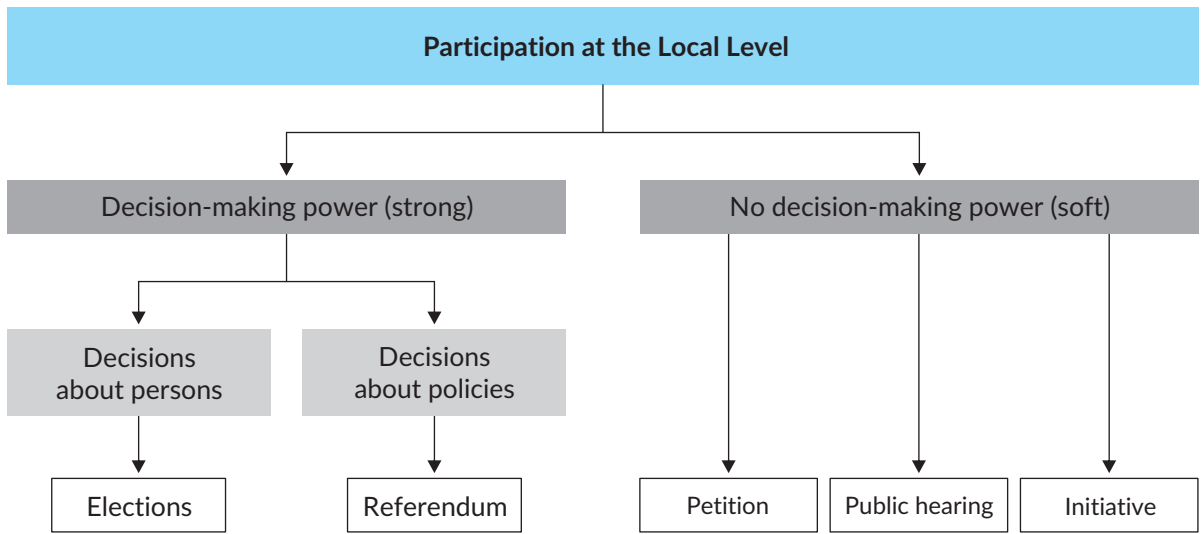 Participation at the Local Level
Decision-making power (strong)
No decision-making power (soft)
Decisions
about persons
Decisions
about policies
Elections
Referendum
Petition
Public hearing
Initiative